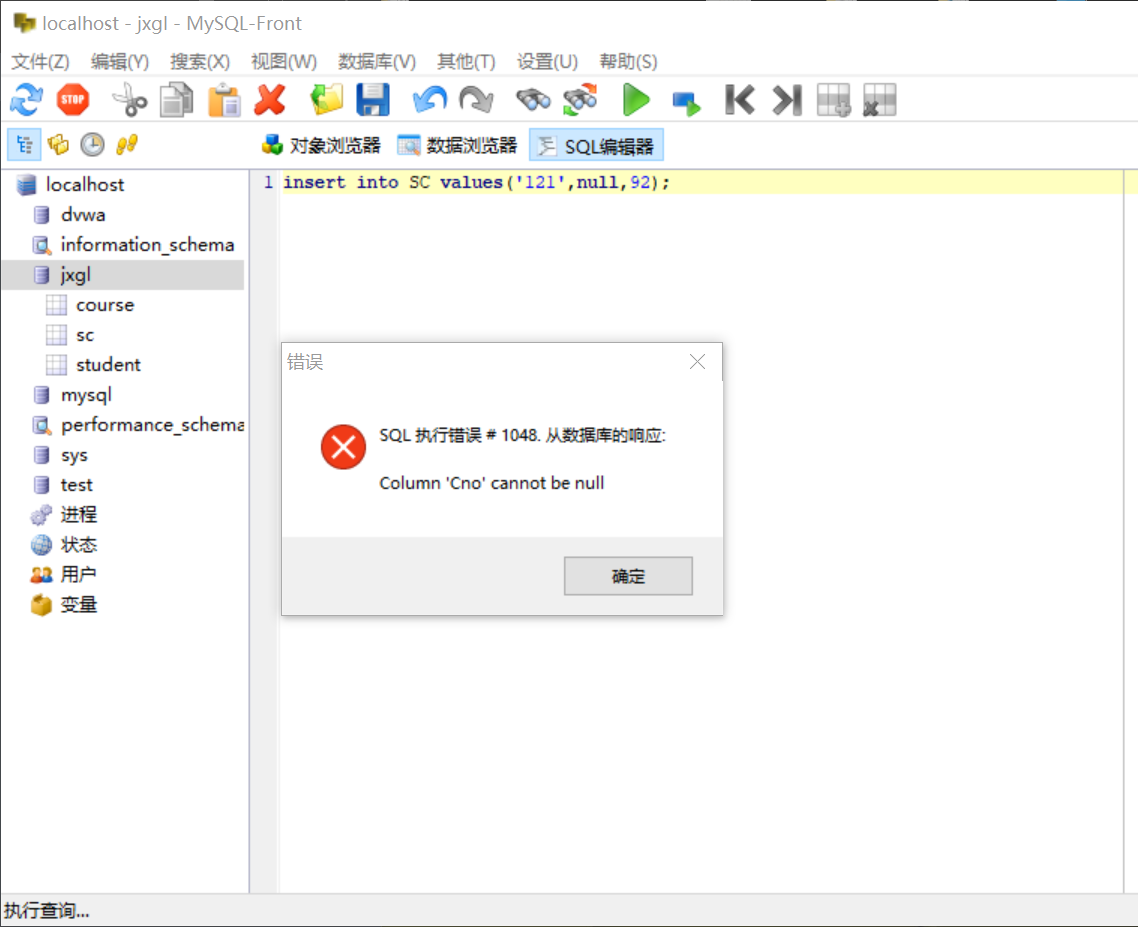 localhost - jxgl - MySQL-Front
文件(Z) 编辑(Y) 搜索(X) 视图(W) 数据库(V) 其他(T) 设置(U) 帮助(S)
STOP
对象浏览器 数据浏览器 SQL编辑器
localhost
dvwa
information_schema
jxgl
course
sc
student
mysql
performance_schema
sys
test
进程
状态
用户
变量
1 insert into SC values('121',null,92);
错误
SQL 执行错误 # 1048. 从数据库的响应:
Column 'Cno' cannot be null
确定
执行查询...